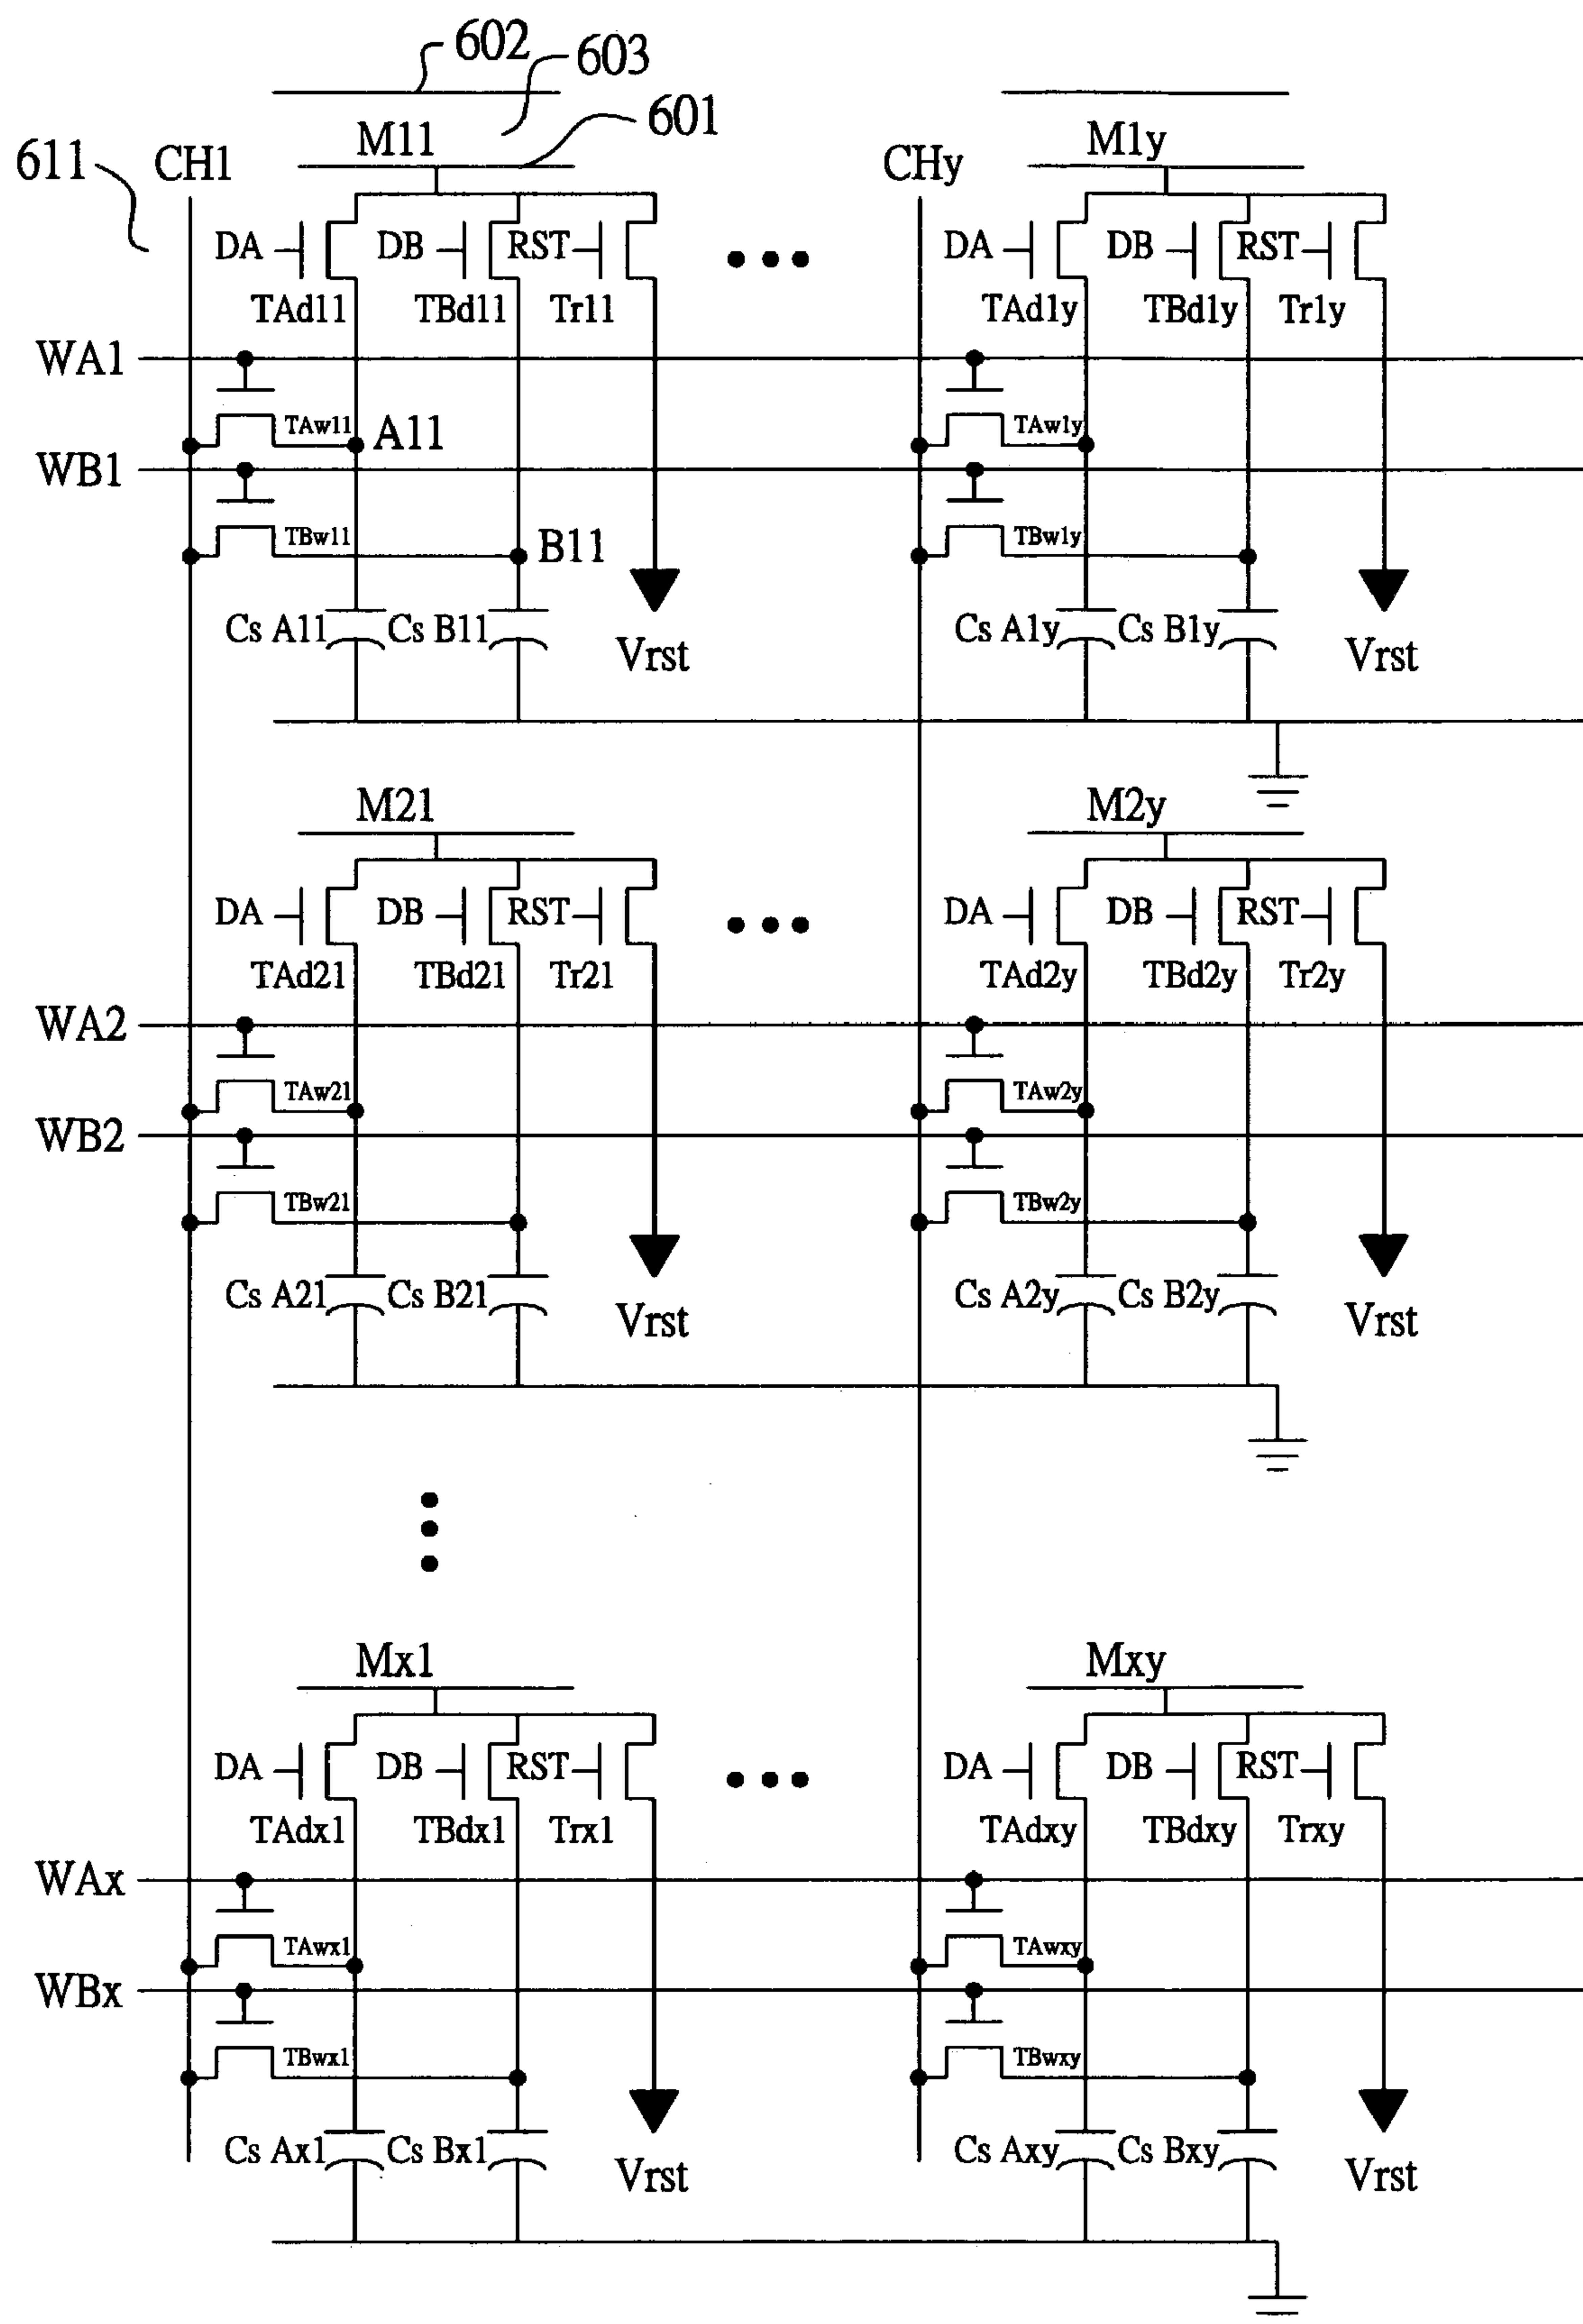 602
603
M11
601
M1y
611
CH1
CHy
DA
DB
RST
DA
DB
RST
TAd11
TBd11
Tr11
TAd1y
TBd1y
Tr1y
WA1
TAw11
A11
TAw1y
WB1
TBw11
B11
TBw1y
Cs A11
Cs B11
Vrst
Cs A1y
Cs B1y
Vrst
M21
M2y
DA
DB
RST
DA
DB
RST
TAd21
TBd21
Tr21
TAd2y
TBd2y
Tr2y
WA2
TAw21
TAw2y
WB2
TBw21
TBw2y
Cs A21
Cs B21
Vrst
Cs A2y
Cs B2y
Vrst
Mx1
Mxy
DA
DB
RST
DA
DB
RST
TAdx1
TBdx1
Trx1
TAdxy
TBdxy
Trxy
WAx
TAwx1
TAwxy
WBx
TBwx1
TBwxy
Cs Ax1
Cs Bx1
Vrst
Cs Axy
Cs Bxy
Vrst